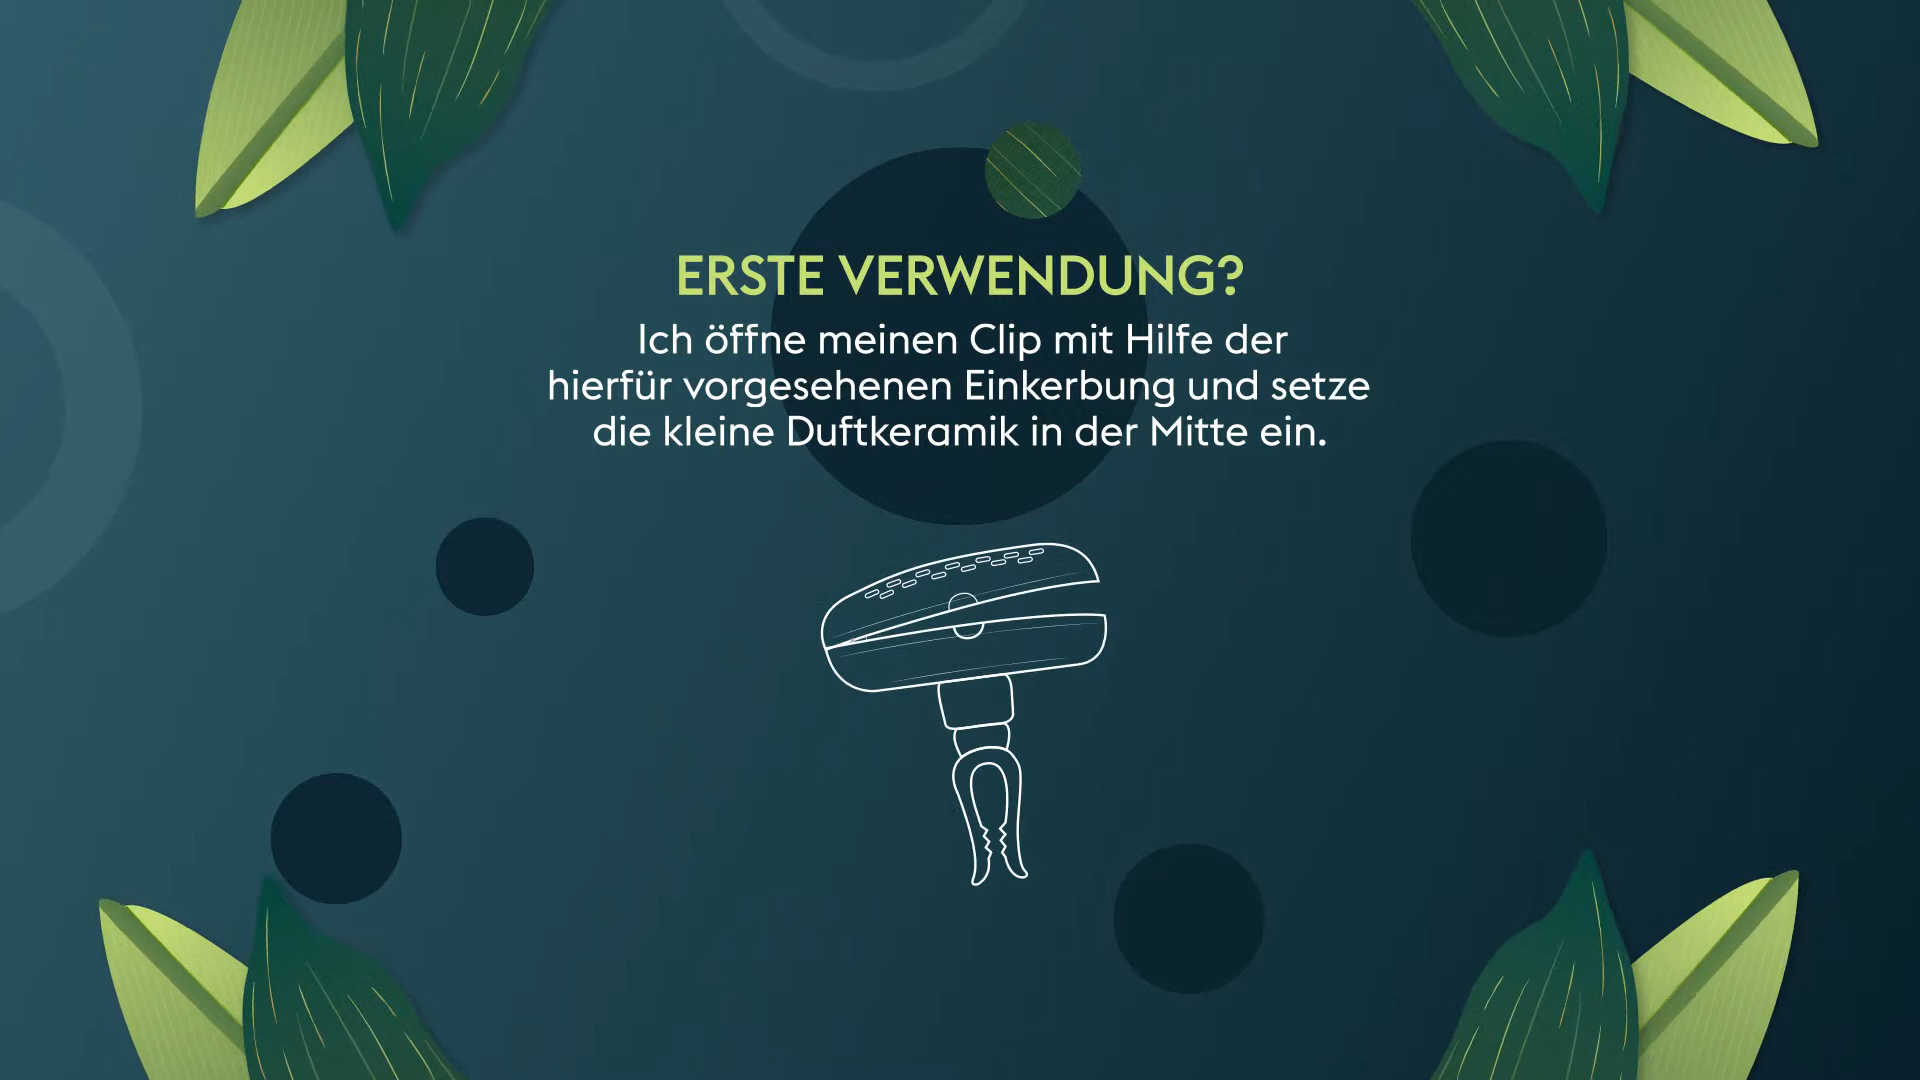 ERSTE VERWENDUNG?
Ich öffne meinen Clip mit Hilfe der
hierfür vorgesehenen Einkerbung und setze
die kleine Duftkeramik in der Mitte ein.